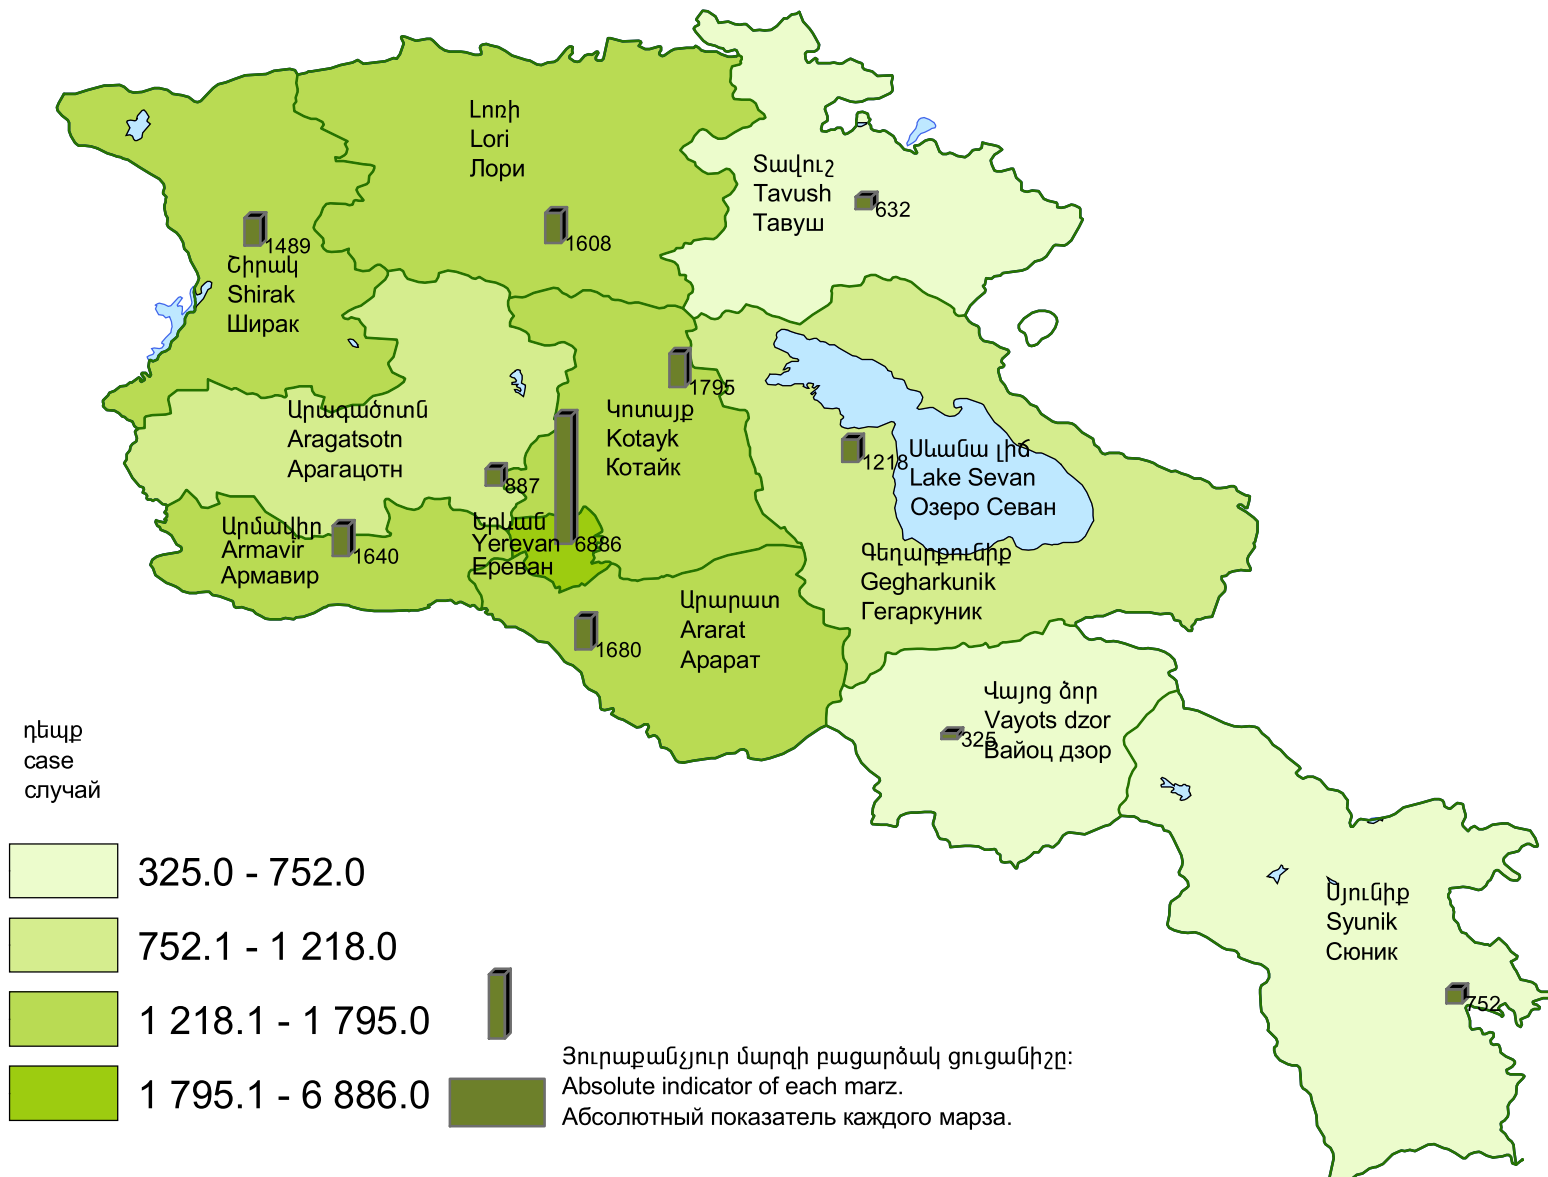 Լոռի
Lori
Лори
1608
Տավուշ
Tavush
Тавуш
632
1489
Շիրակ
Shirak
Ширак
1795
Կոտայք
Kotayk
Котайк
Արագածոտն
Aragatsotn
Арагацотн
887
1218
Սևանա լիճ
Lake Sevan
Озеро Севан
Արմավիր
Armavir
Армавир
1640
Երևան
Yerevan
Ереван
6886
Գեղարքունիք
Gegharkunik
Гегаркуник
Արարատ
Ararat
Арарат
1680
Վայոց ձոր
Vayots dzor
Вайоц дзор
325
Սյունիք
Syunik
Сюник
752
դեպք
case
случай
325.0 - 752.0
752.1 - 1 218.0
1 218.1 - 1 795.0
1 795.1 - 6 886.0
Յուրաքանչյուր մարզի բացարձակ ցուցանիշը:
Absolute indicator of each marz.
Абсолютный показатель каждого марза.